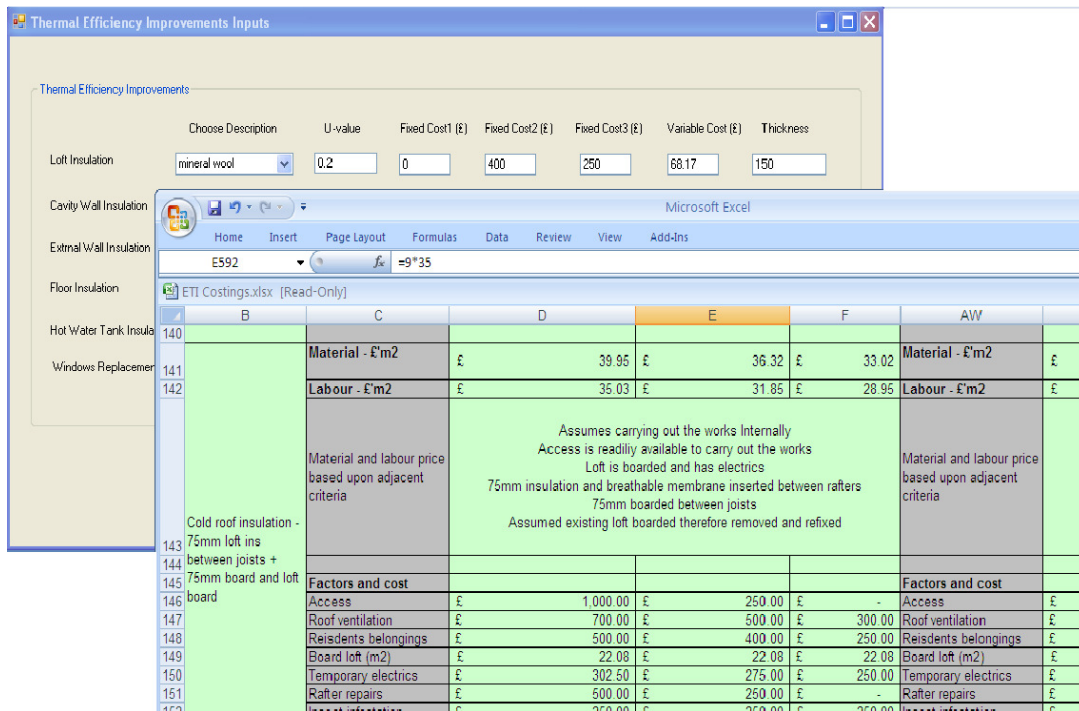 Thermal Efficiency Improvements Inputs
Thermal Efficiency Improvements
Choose Description U-value Fixed Cost1 (£) Fixed Cost2 (£) Fixed Cost3 (£) Variable Cost (£) Thickness
Loft Insulation mineral wool 0.2 0 400 250 68.17 150
Cavity Wall Insulation
Extrnal Wall Insulation
Floor Insulation
Hot Water Tank Insula
Windows Replacemen
Microsoft Excel
Home Insert Page Layout Formulas Data Review View Add-Ins
E592 fx =9*35
ETI Costings.xlsx [Read-Only]
B C D E F AW
140
141 Material - £'m2 £ 39.95 £ 36.32 £ 33.02 Material - £'m2 £
142 Labour - £'m2 £ 35.03 £ 31.85 £ 28.95 Labour - £'m2 £
Assumes carrying out the works Internally
Access is readiliy available to carry out the works
Loft is boarded and has electrics
75mm insulation and breathable membrane inserted between rafters
75mm boarded between joists
Assumed existing loft boarded therefore removed and refixed
Material and labour price
based upon adjacent
criteria
Material and labour price
based upon adjacent
criteria
143
Cold roof insulation -
75mm loft ins
between joists +
75mm board and loft
board
144
145 Factors and cost Factors and cost
146 Access £ 1,000.00 £ 250.00 £ - Access £
147 Roof ventilation £ 700.00 £ 500.00 £ 300.00 Roof ventilation £
148 Reisdents belongings £ 500.00 £ 400.00 £ 250.00 Reisdents belongings £
149 Board loft (m2) £ 22.08 £ 22.08 £ 22.08 Board loft (m2) £
150 Temporary electrics £ 302.50 £ 275.00 £ 250.00 Temporary electrics £
151 Rafter repairs £ 500.00 £ 250.00 £ - Rafter repairs £